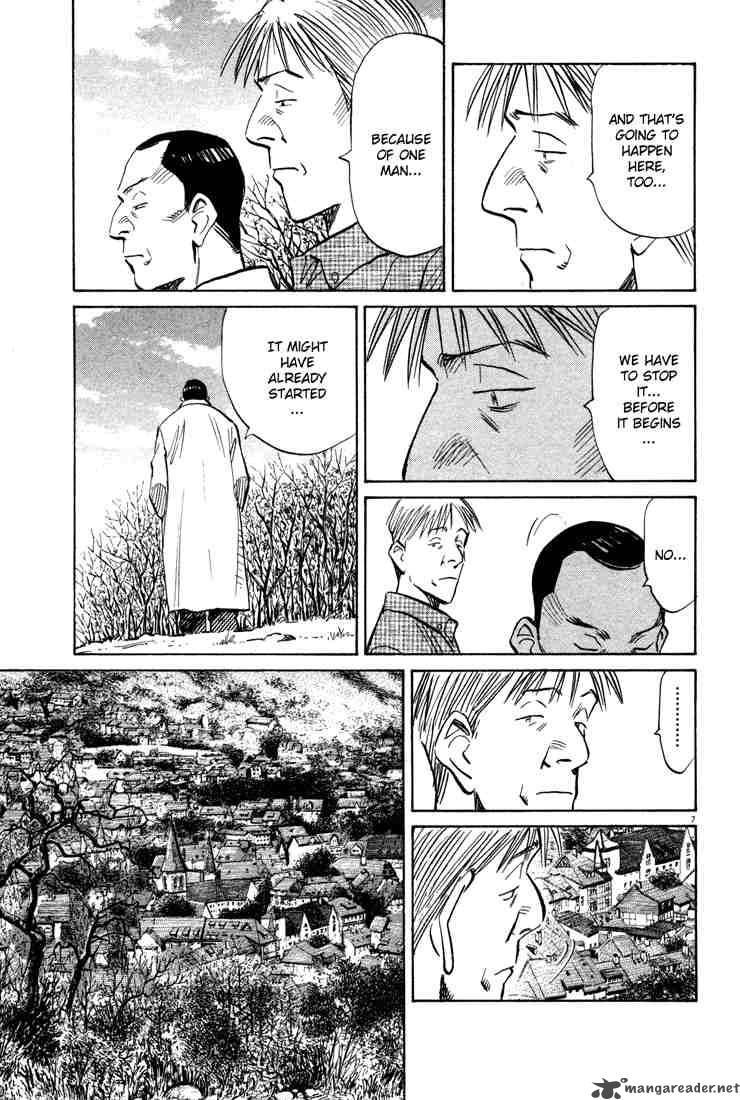 AND THAT'S
GOING TO
HAPPEN
HERE,
TOO...
BECAUSE
OF ONE
MAN...
WE HAVE
TO STOP
IT...
BEFORE
IT BEGINS
...
IT MIGHT
HAVE
ALREADY
STARTED
...
NO...
.........
7
mangareader.net